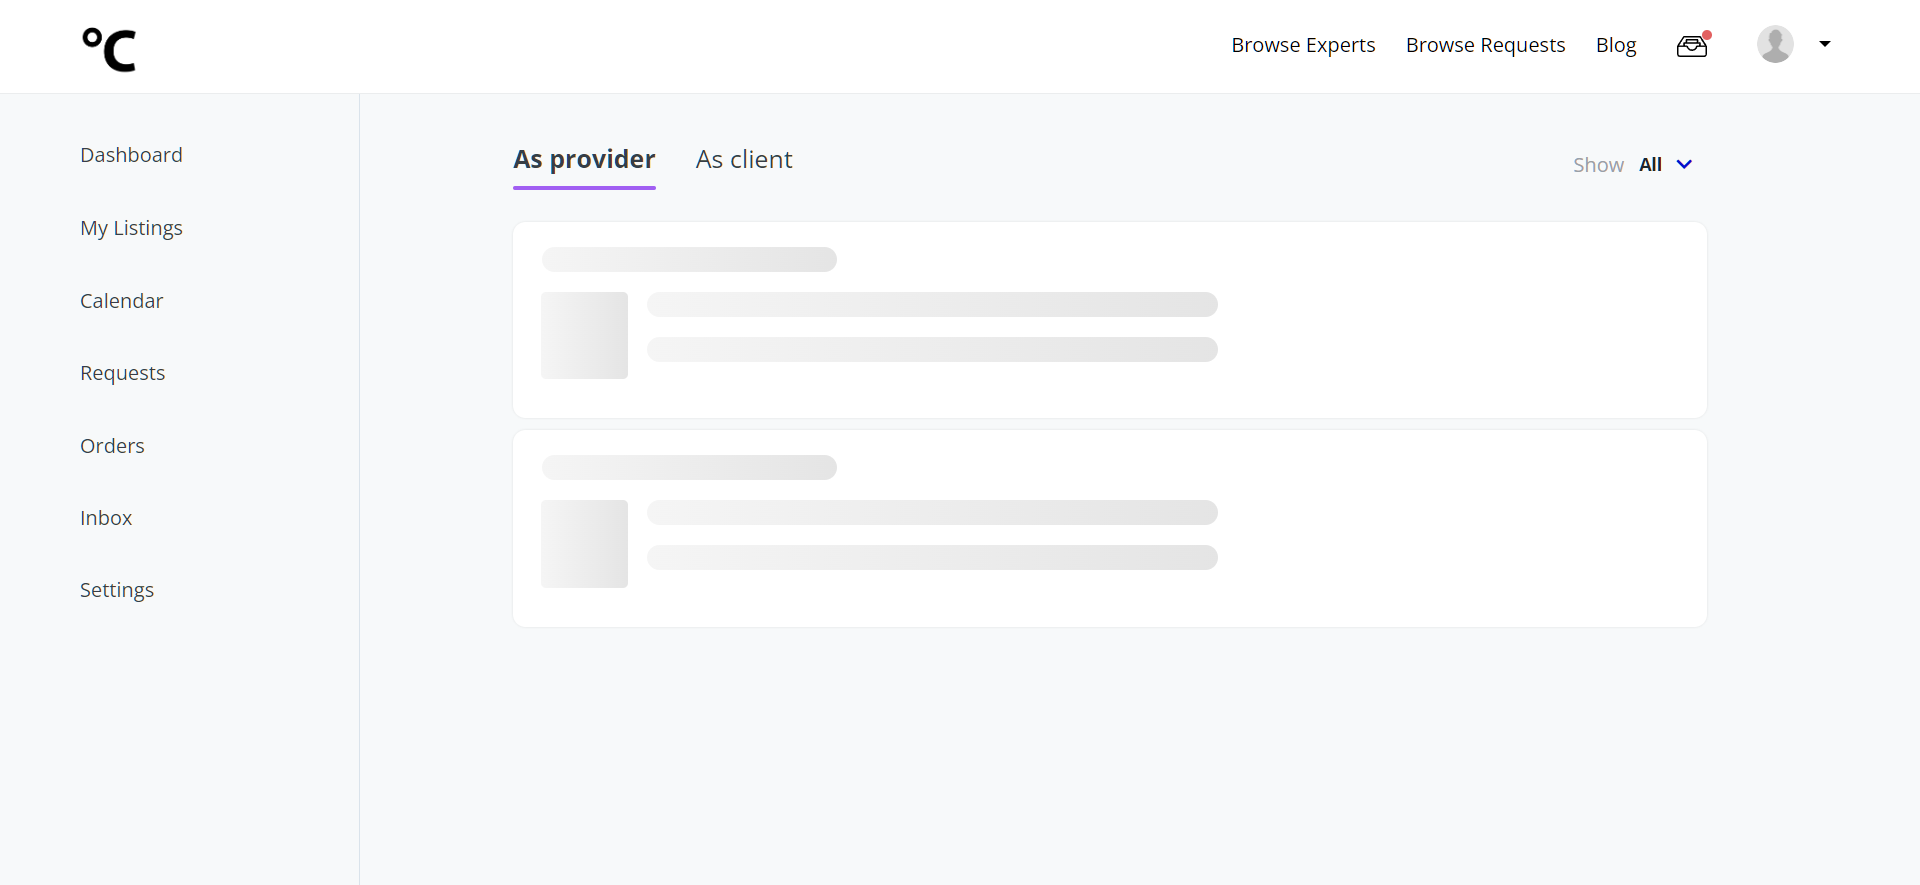 °C
Browse Experts Browse Requests Blog
Dashboard
My Listings
Calendar
Requests
Orders
Inbox
Settings
As provider As client
Show All